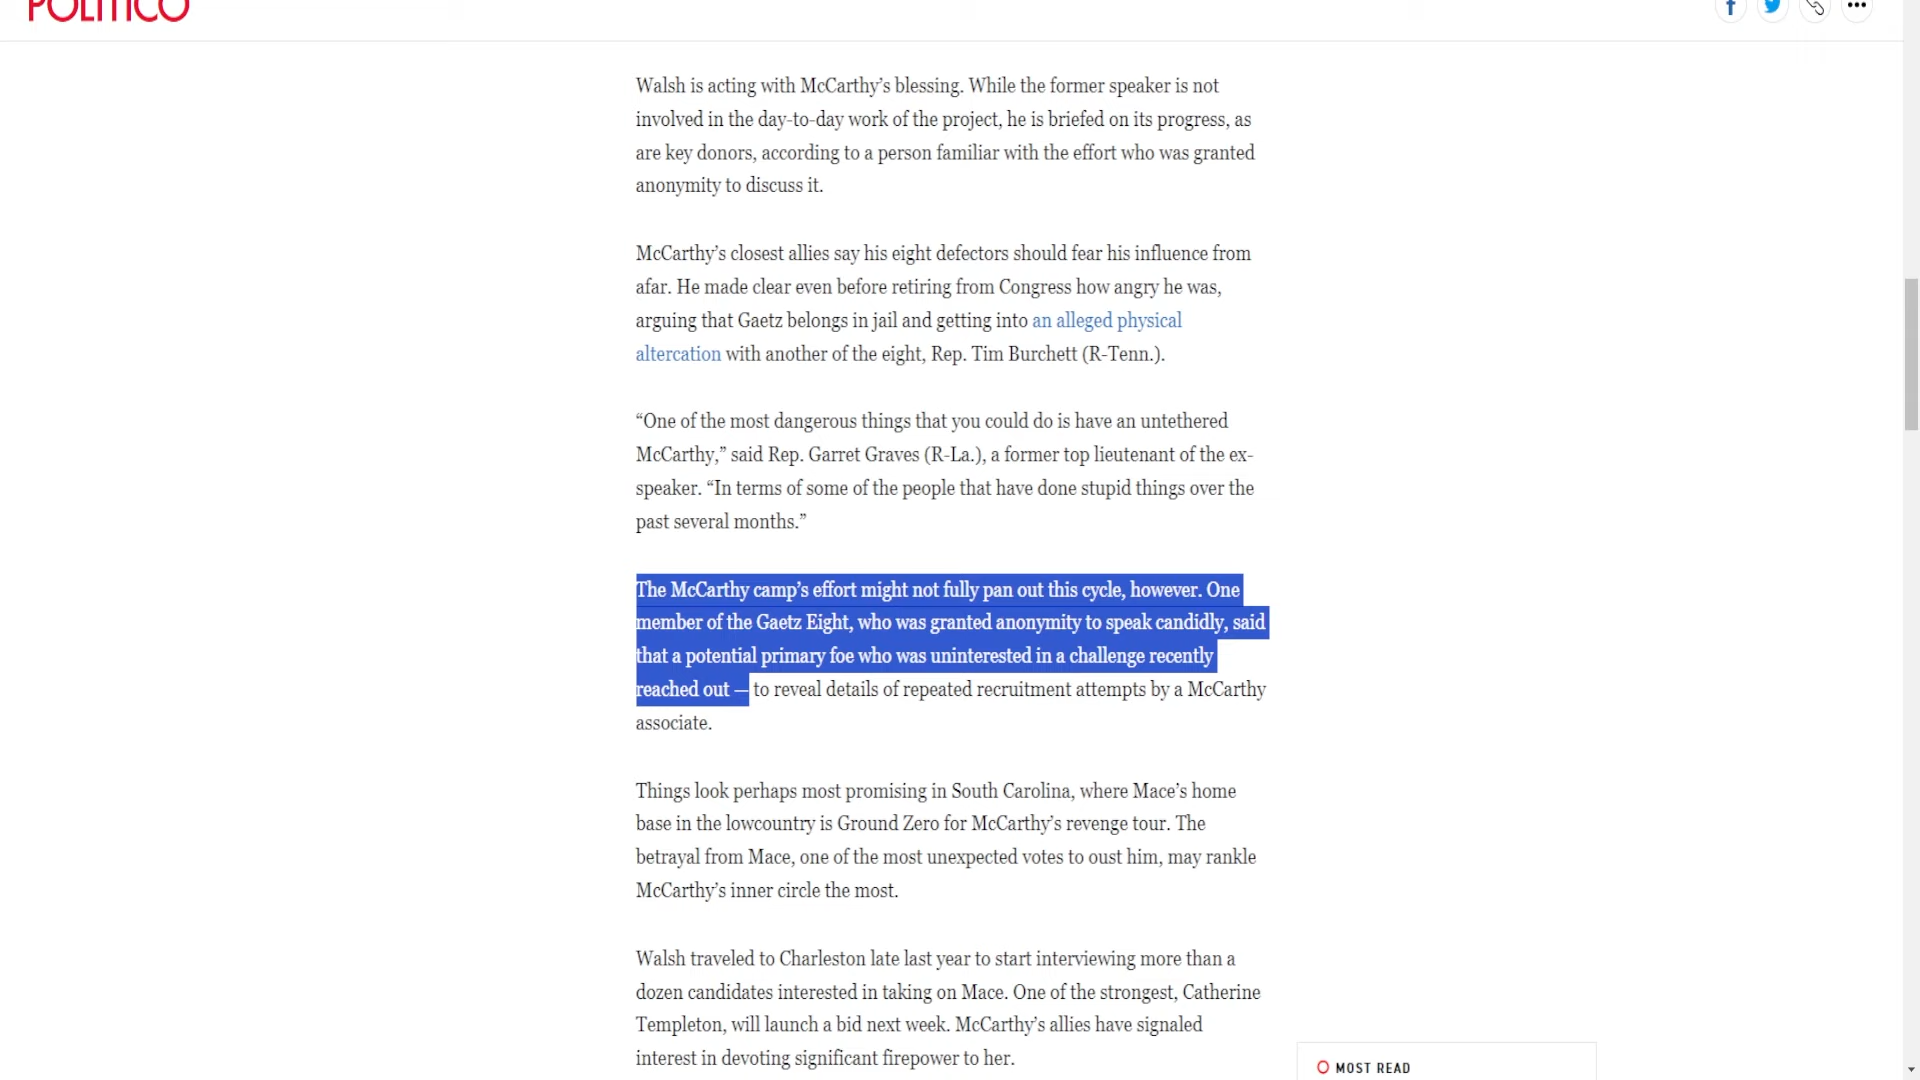 POLITICO
Walsh is acting with McCarthy’s blessing. While the former speaker is not
involved in the day-to-day work of the project, he is briefed on its progress, as
are key donors, according to a person familiar with the effort who was granted
anonymity to discuss it.
McCarthy’s closest allies say his eight defectors should fear his influence from
afar. He made clear even before retiring from Congress how angry he was,
arguing that Gaetz belongs in jail and getting into an alleged physical
altercation with another of the eight, Rep. Tim Burchett (R-Tenn.).
“One of the most dangerous things that you could do is have an untethered
McCarthy,” said Rep. Garret Graves (R-La.), a former top lieutenant of the ex-
speaker. “In terms of some of the people that have done stupid things over the
past several months.”
The McCarthy camp’s effort might not fully pan out this cycle, however. One
member of the Gaetz Eight, who was granted anonymity to speak candidly, said
that a potential primary foe who was uninterested in a challenge recently
reached out — to reveal details of repeated recruitment attempts by a McCarthy
associate.
Things look perhaps most promising in South Carolina, where Mace’s home
base in the lowcountry is Ground Zero for McCarthy’s revenge tour. The
betrayal from Mace, one of the most unexpected votes to oust him, may rankle
McCarthy’s inner circle the most.
Walsh traveled to Charleston late last year to start interviewing more than a
dozen candidates interested in taking on Mace. One of the strongest, Catherine
Templeton, will launch a bid next week. McCarthy’s allies have signaled
interest in devoting significant firepower to her.
MOST READ